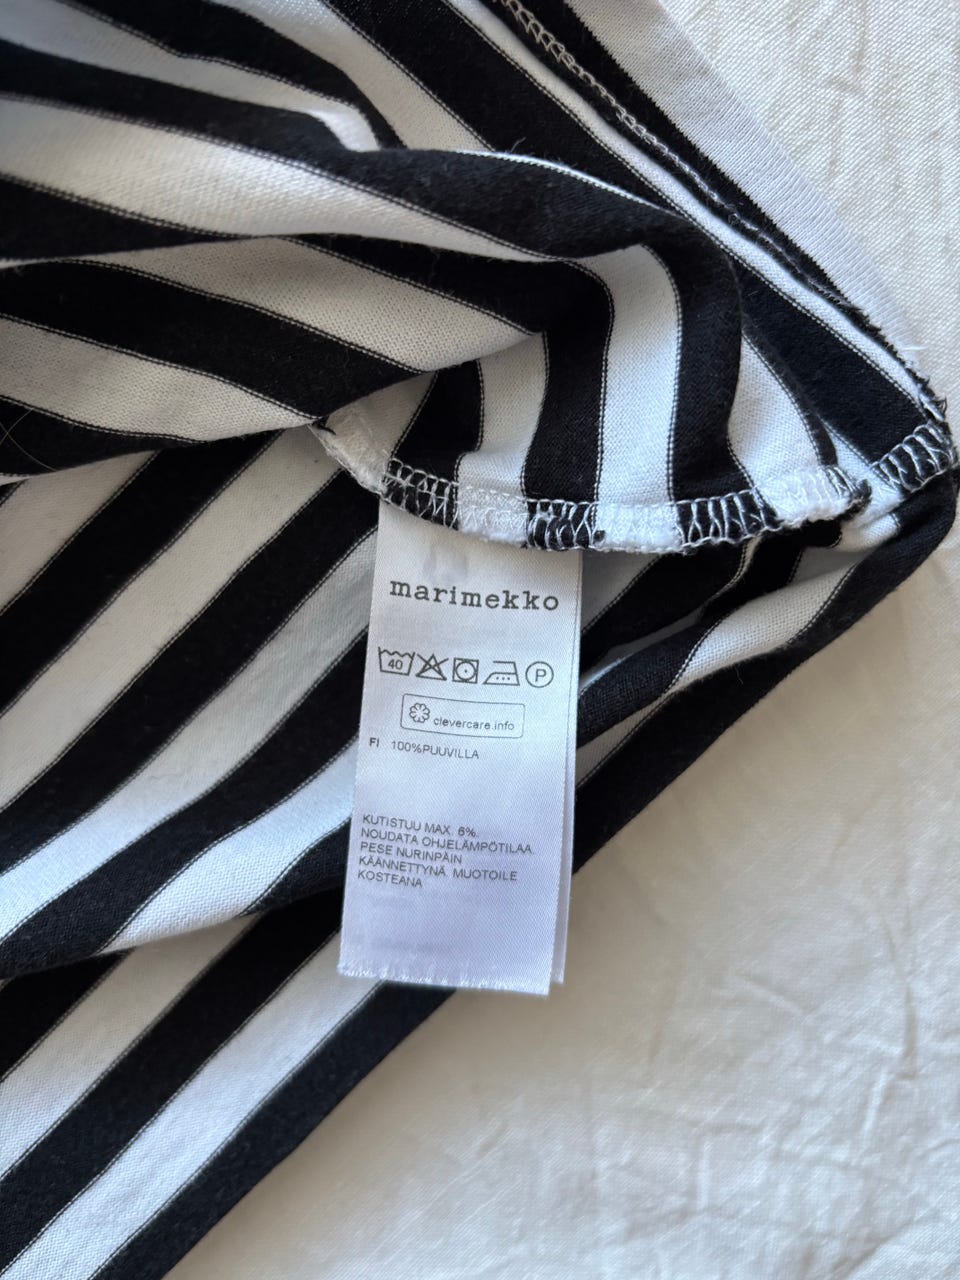 marimekko
40 P
clevercare.info
FI 100%PUUVILLA
KUTISTUU MAX. 6%.
NOUDATA OHJELÄMPÖTILAA.
PESE NURINPÄIN
KÄÄNNETTYNÄ. MUOTOILE
KOSTEANA